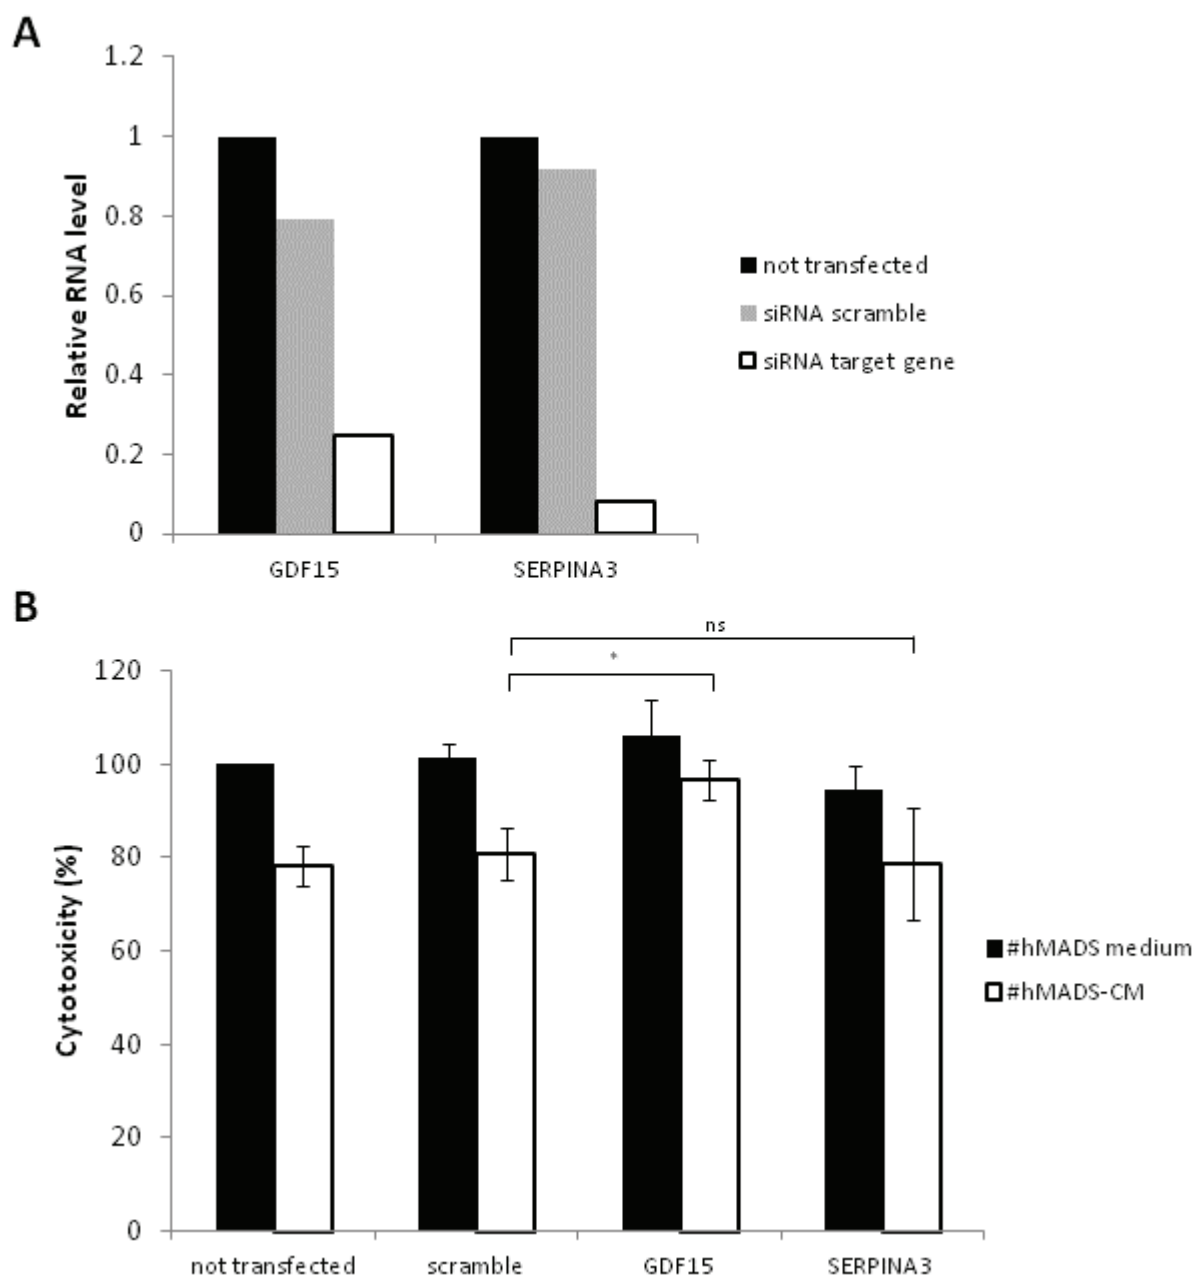 A
Relative RNA level
1.2
1
0.8
0.6
0.4
0.2
0
GDF15 SERPINA3
not transfected
siRNA scramble
siRNA target gene
B
ns
*
Cytotoxicity (%)
120
100
80
60
40
20
0
not transfected scramble GDF15 SERPINA3
#hMADS medium
#hMADS-CM